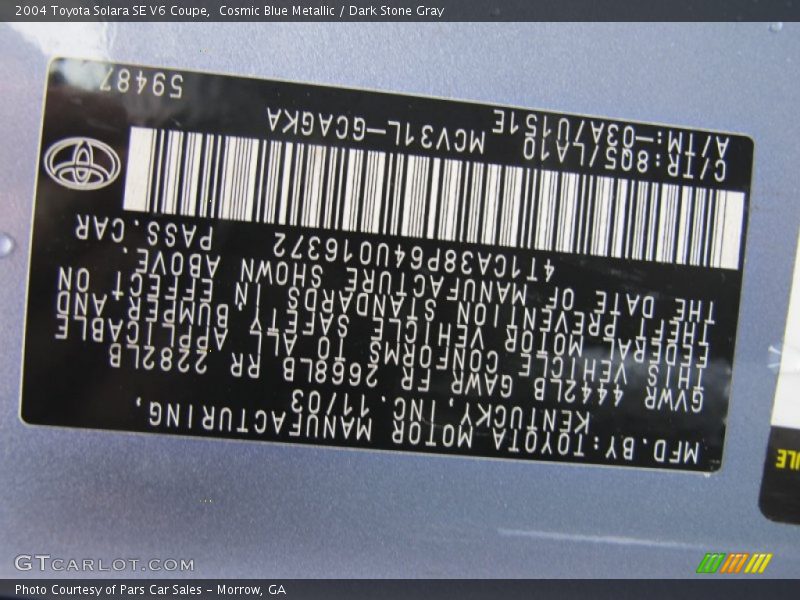 2004 Toyota Solara SE V6 Coupe,  Cosmic Blue Metallic / Dark Stone Gray
MFD.BY:TOYOTA MOTOR MANUFACTURING,
KENTUCKY, INC. 11/03
GVWR 4442LB GAWR FR 2668LB RR 2282LB
THIS VEHICLE CONFORMS TO ALL APPLICABLE
FEDERAL MOTOR VEHICLE SAFETY, BUMPER, AND
THEFT PREVENTION STANDARDS IN EFFECT ON
THE DATE OF MANUFACTURE SHOWN ABOVE.
4T1CA38P64U016372 PASS.CAR
C/TR:8Q5/LA10 MCV31L-GCAGKA
A/TM:-03A/U151E 59487
GTCARLOT.COM
Photo Courtesy of Pars Car Sales - Morrow, GA